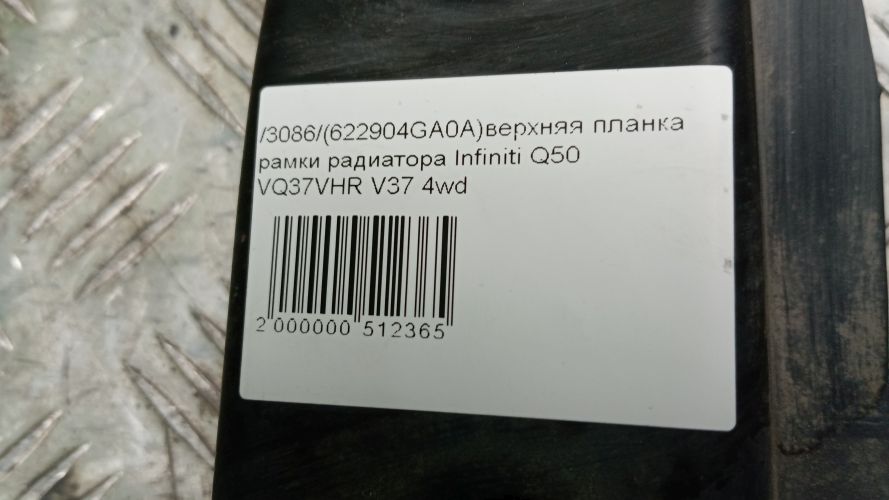 /3086/(622904GA0A)верхняя планка
рамки радиатора Infiniti Q50
VQ37VHR V37 4wd
2 000000 512365